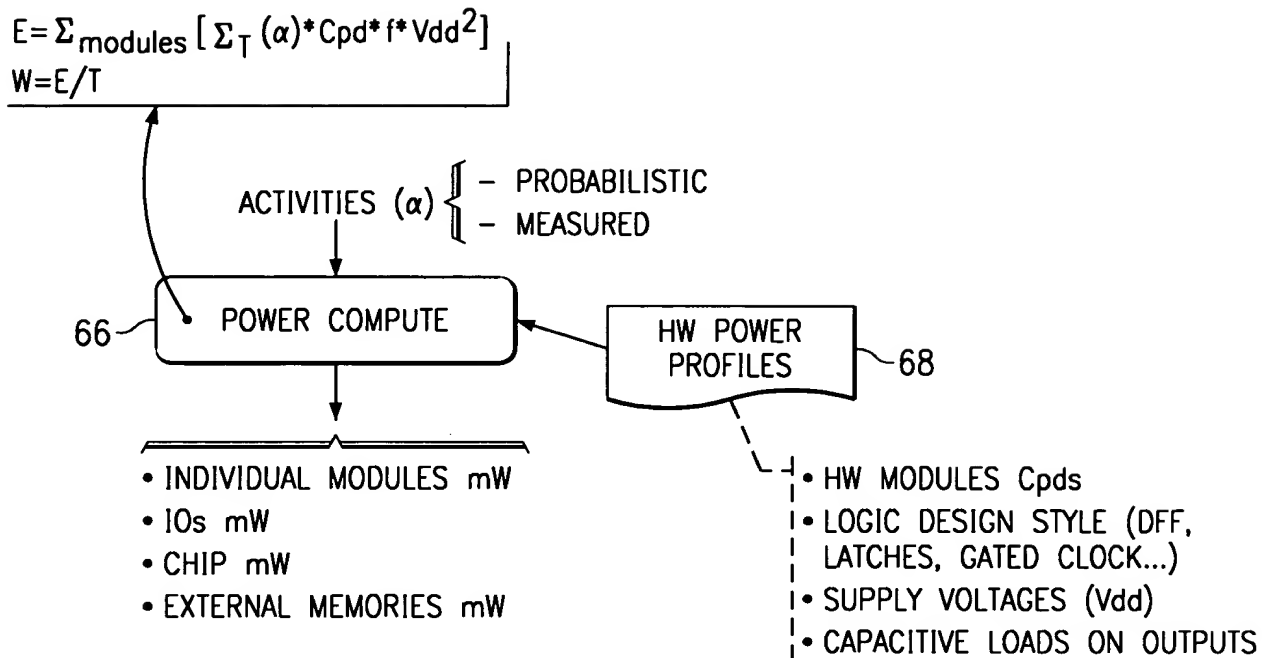 E=Σmodules [ΣT (α)*Cpd*f*Vdd²]
W=E/T
ACTIVITIES (α)
- PROBABILISTIC
- MEASURED
66
POWER COMPUTE
HW POWER
PROFILES
68
• INDIVIDUAL MODULES mW
• IOs mW
• CHIP mW
• EXTERNAL MEMORIES mW
• HW MODULES Cpds
• LOGIC DESIGN STYLE (DFF,
LATCHES, GATED CLOCK...)
• SUPPLY VOLTAGES (Vdd)
• CAPACITIVE LOADS ON OUTPUTS